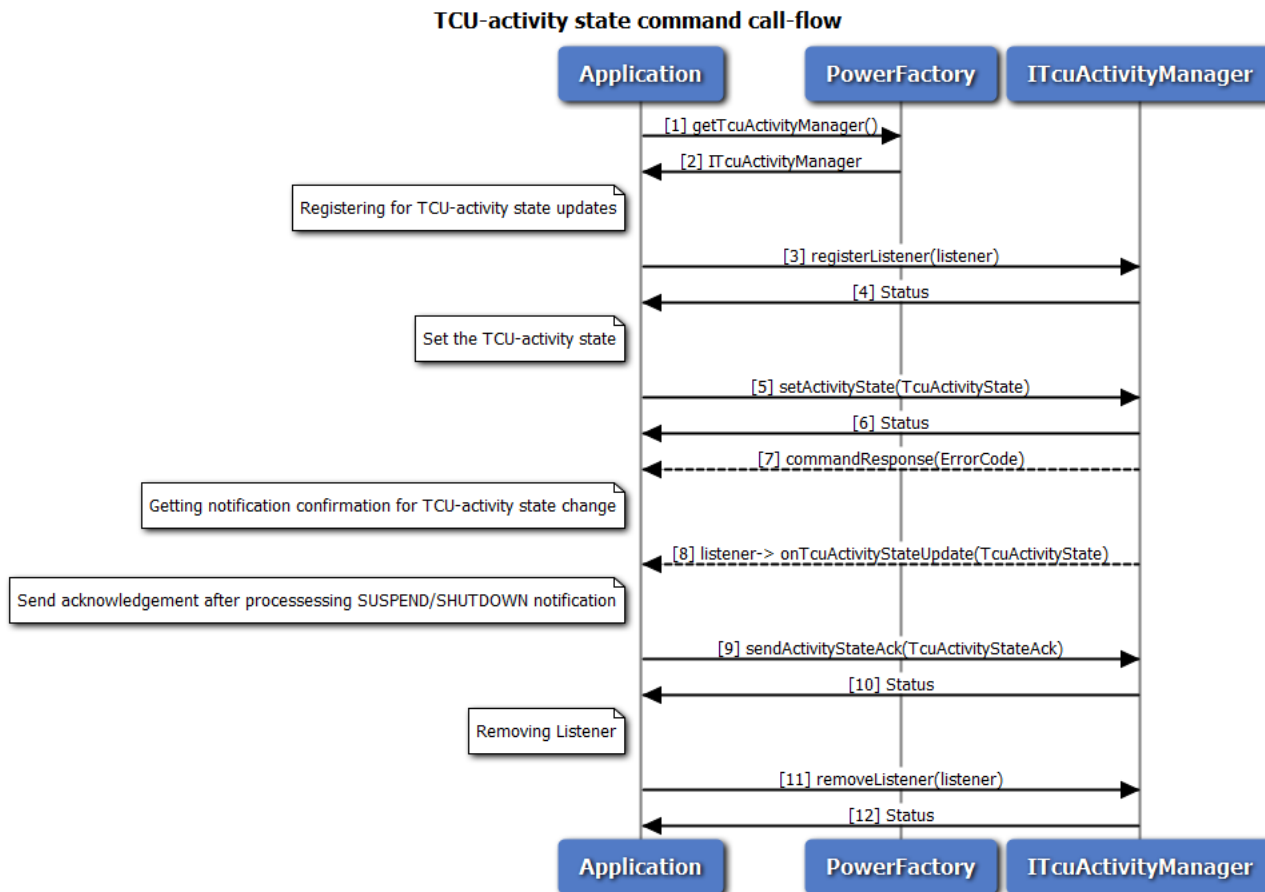 TCU-activity state command call-flow
Application
PowerFactory
ITcuActivityManager
[1] getTcuActivityManager()
[2] ITcuActivityManager
Registering for TCU-activity state updates
[3] registerListener(listener)
[4] Status
Set the TCU-activity state
[5] setActivityState(TcuActivityState)
[6] Status
[7] commandResponse(ErrorCode)
Getting notification confirmation for TCU-activity state change
[8] listener-> onTcuActivityStateUpdate(TcuActivityState)
Send acknowledgement after processessing SUSPEND/SHUTDOWN notification
[9] sendActivityStateAck(TcuActivityStateAck)
[10] Status
Removing Listener
[11] removeListener(listener)
[12] Status
Application
PowerFactory
ITcuActivityManager